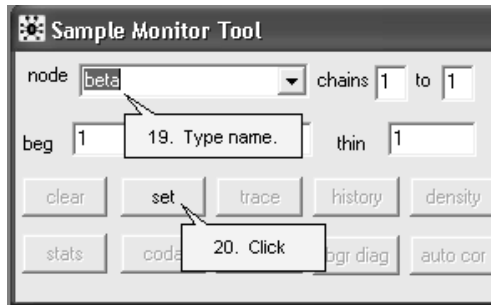 Sample Monitor Tool
node beta chains 1 to 1
19. Type name.
beg 1 thin 1
clear set trace history density
stats coda bgr diag auto cor
20. Click